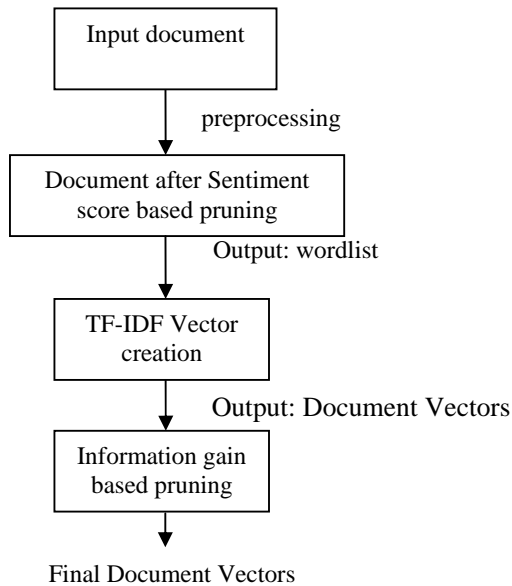 Input document
preprocessing
Document after Sentiment
score based pruning
Output: wordlist
TF-IDF Vector
creation
Output: Document Vectors
Information gain
based pruning
Final Document Vectors